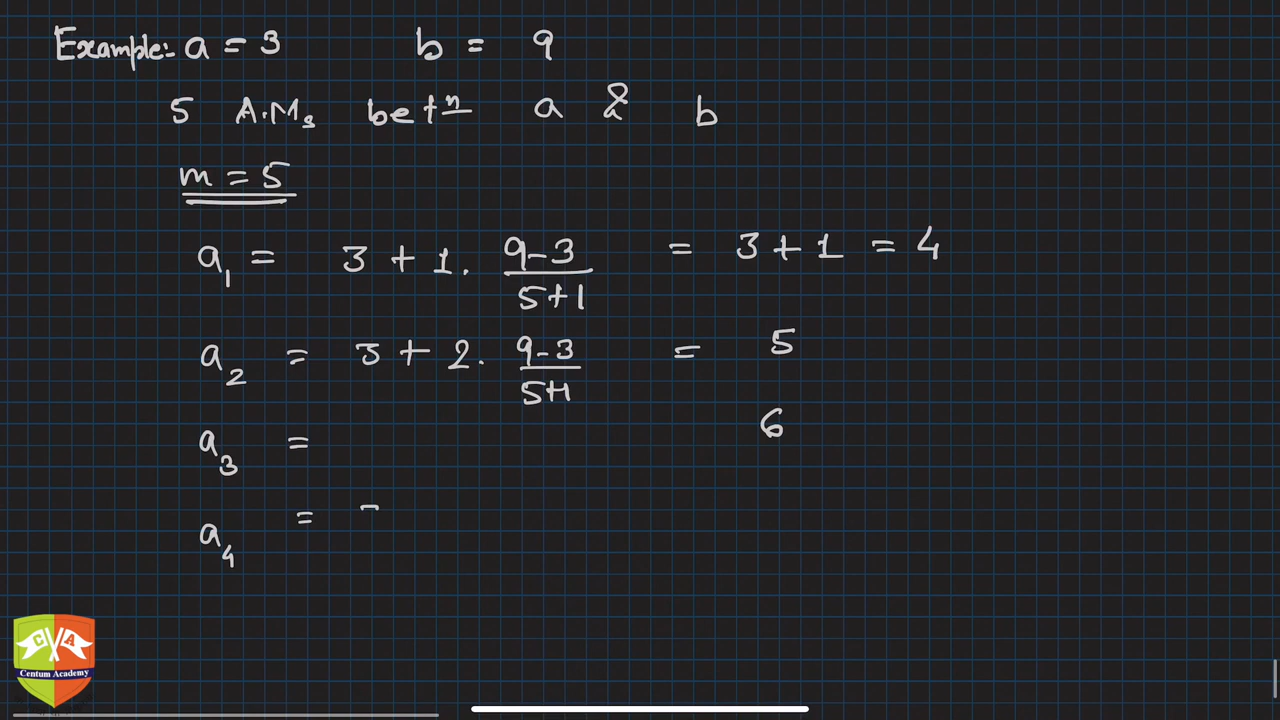 Example:- a = 3 b = 9
5 A.Ms betn a & b
m = 5
a1 = 3 + 1. 9-3/5+1 = 3 + 1 = 4
a2 = 3 + 2. 9-3/5+1 = 5
a3 = 6
a4 =
C A
Centum Academy